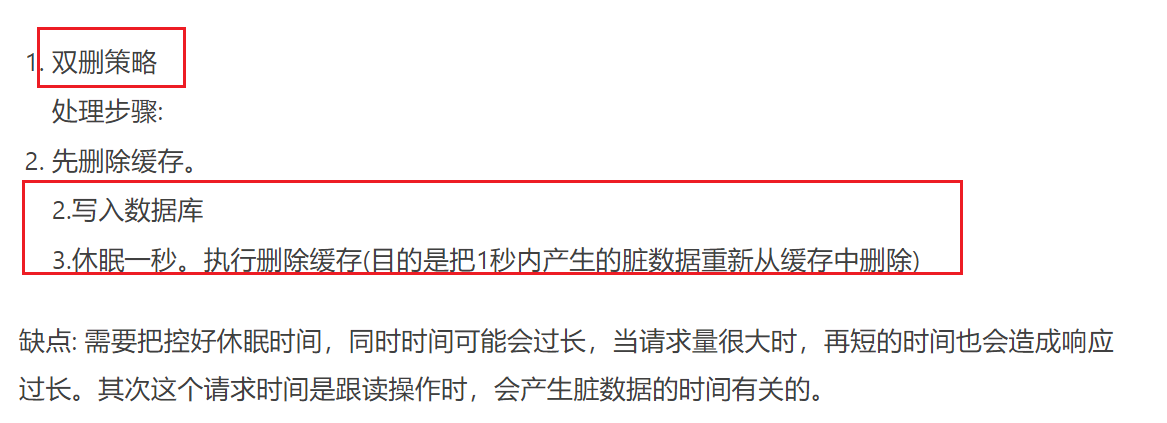 1. 双删策略
处理步骤:
2. 先删除缓存。
2.写入数据库
3.休眠一秒。执行删除缓存(目的是把1秒内产生的脏数据重新从缓存中删除)
缺点: 需要把控好休眠时间，同时时间可能会过长，当请求量很大时，再短的时间也会造成响应
过长。其次这个请求时间是跟读操作时，会产生脏数据的时间有关的。